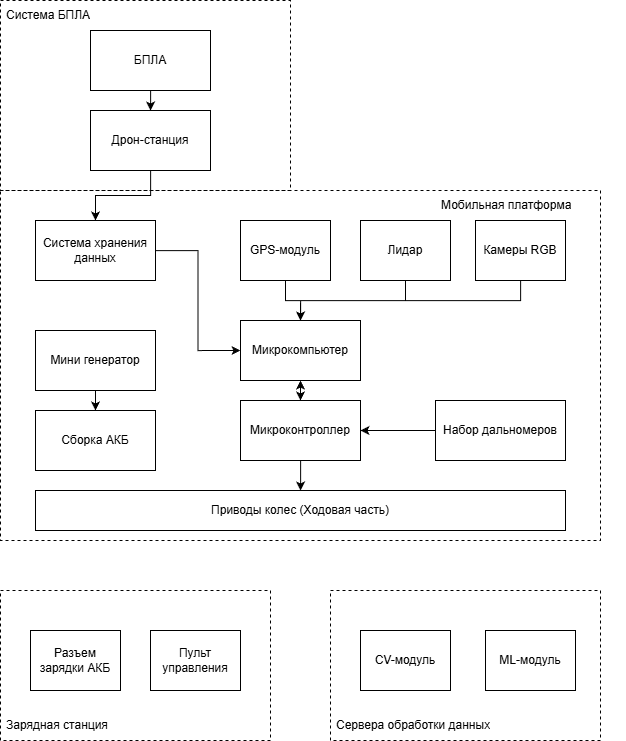 Система БПЛА
БПЛА
Дрон-станция
Мобильная платформа
Система хранения
данных
GPS-модуль
Лидар
Камеры RGB
Мини генератор
Микрокомпьютер
Сборка АКБ
Микроконтроллер
Набор дальномеров
Приводы колес (Ходовая часть)
Разъем
зарядки АКБ
Пульт
управления
Зарядная станция
CV-модуль
ML-модуль
Сервера обработки данных